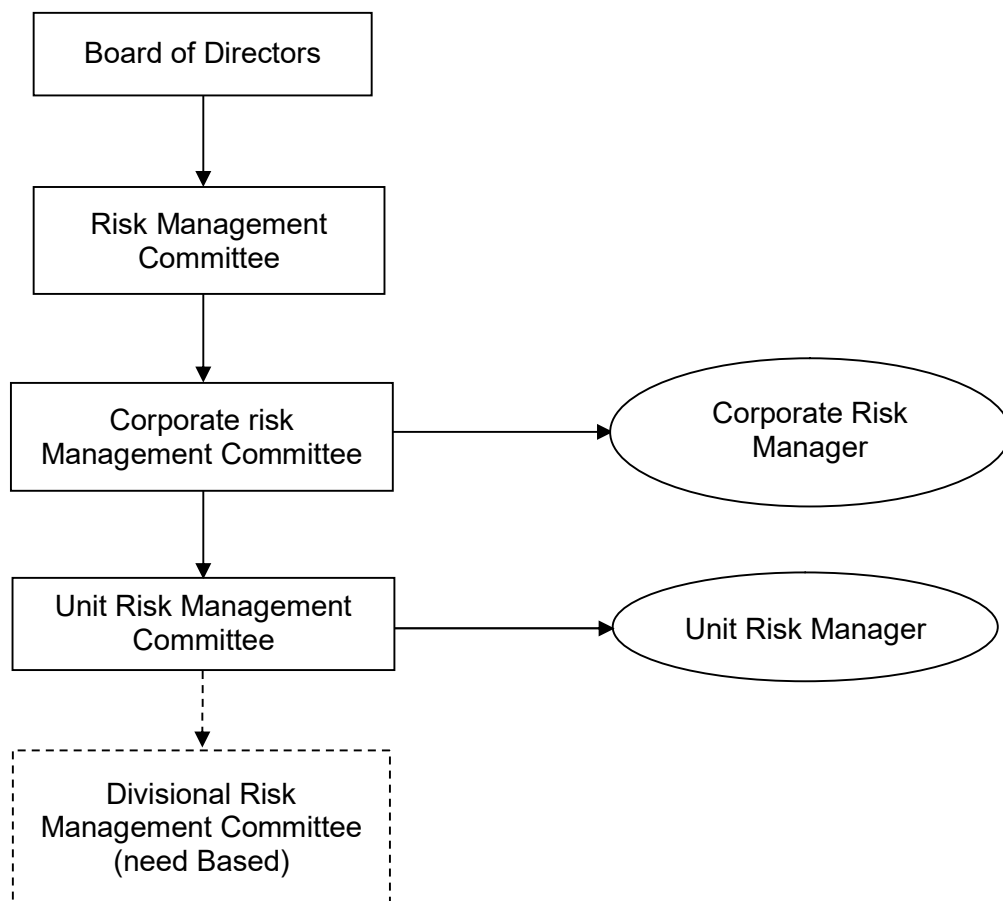 Board of Directors
Risk Management
Committee
Corporate risk
Management Committee
Corporate Risk
Manager
Unit Risk Management
Committee
Unit Risk Manager
Divisional Risk
Management Committee
(need Based)